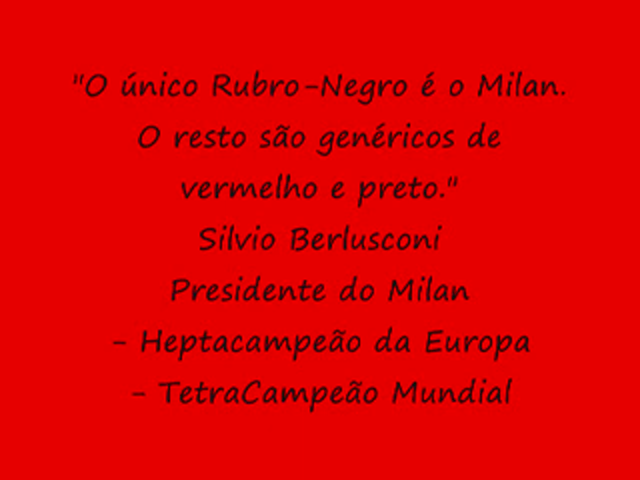 "O único Rubro-Negro é o Milan.
O resto são genéricos de
vermelho e preto."
Silvio Berlusconi
Presidente do Milan
- Heptacampeão da Europa
- TetraCampeão Mundial